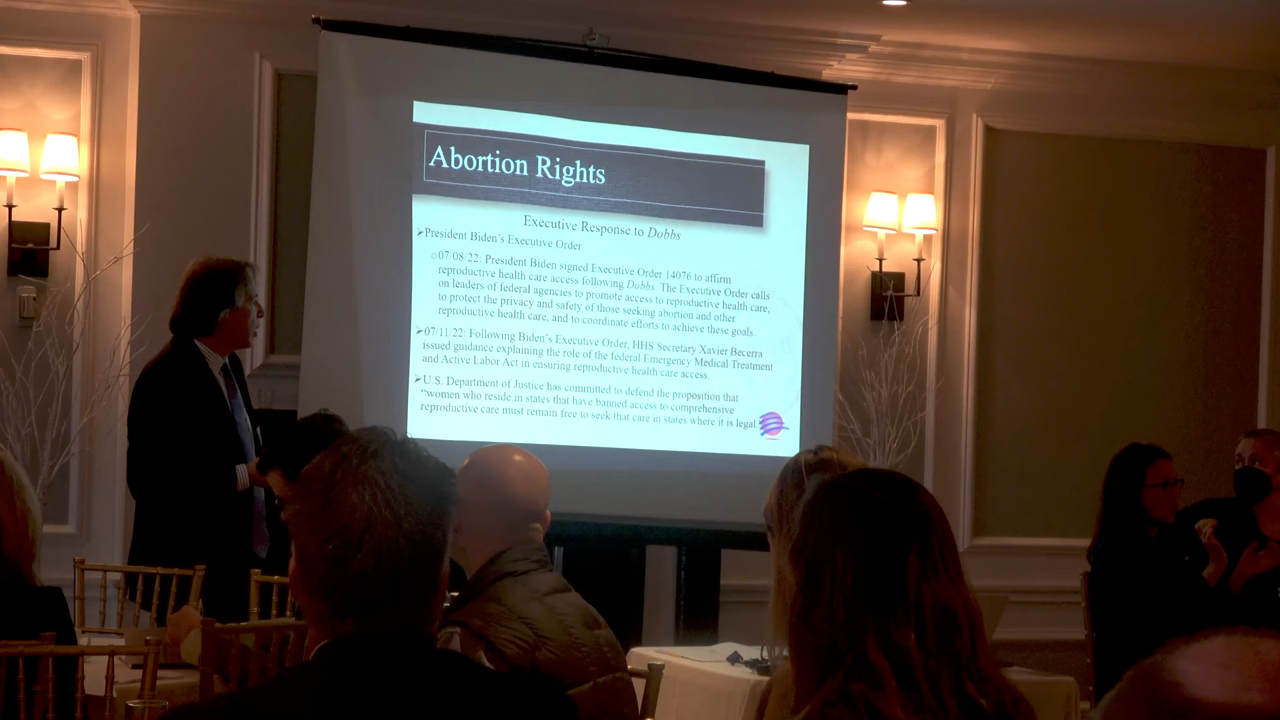 Abortion Rights
Executive Response to Dobbs
➢President Biden's Executive Order
○07/08/22: President Biden signed Executive Order 14076 to affirm
reproductive health care access following Dobbs. The Executive Order calls
on leaders of federal agencies to promote access to reproductive health care,
to protect the privacy and safety of those seeking abortion and other
reproductive health care, and to coordinate efforts to achieve these goals.
➢07/11/22: Following Biden's Executive Order, HHS Secretary Xavier Becerra
issued guidance explaining the role of the federal Emergency Medical Treatment
and Active Labor Act in ensuring reproductive health care access.
➢U.S. Department of Justice has committed to defend the proposition that
"women who reside in states that have banned access to comprehensive
reproductive care must remain free to seek that care in states where it is legal.